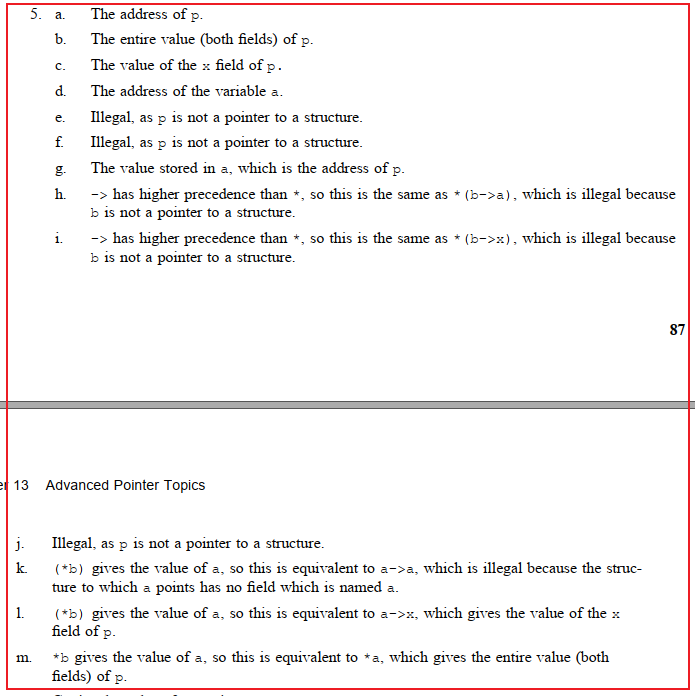 5. a. The address of p.
b. The entire value (both fields) of p.
c. The value of the x field of p.
d. The address of the variable a.
e. Illegal, as p is not a pointer to a structure.
f. Illegal, as p is not a pointer to a structure.
g. The value stored in a, which is the address of p.
h. -> has higher precedence than *, so this is the same as * (b->a), which is illegal because
b is not a pointer to a structure.
i. -> has higher precedence than *, so this is the same as * (b->x), which is illegal because
b is not a pointer to a structure.
87
13 Advanced Pointer Topics
j. Illegal, as p is not a pointer to a structure.
k. (*b) gives the value of a, so this is equivalent to a->a, which is illegal because the struc-
ture to which a points has no field which is named a.
l. (*b) gives the value of a, so this is equivalent to a->x, which gives the value of the x
field of p.
m. *b gives the value of a, so this is equivalent to *a, which gives the entire value (both
fields) of p.